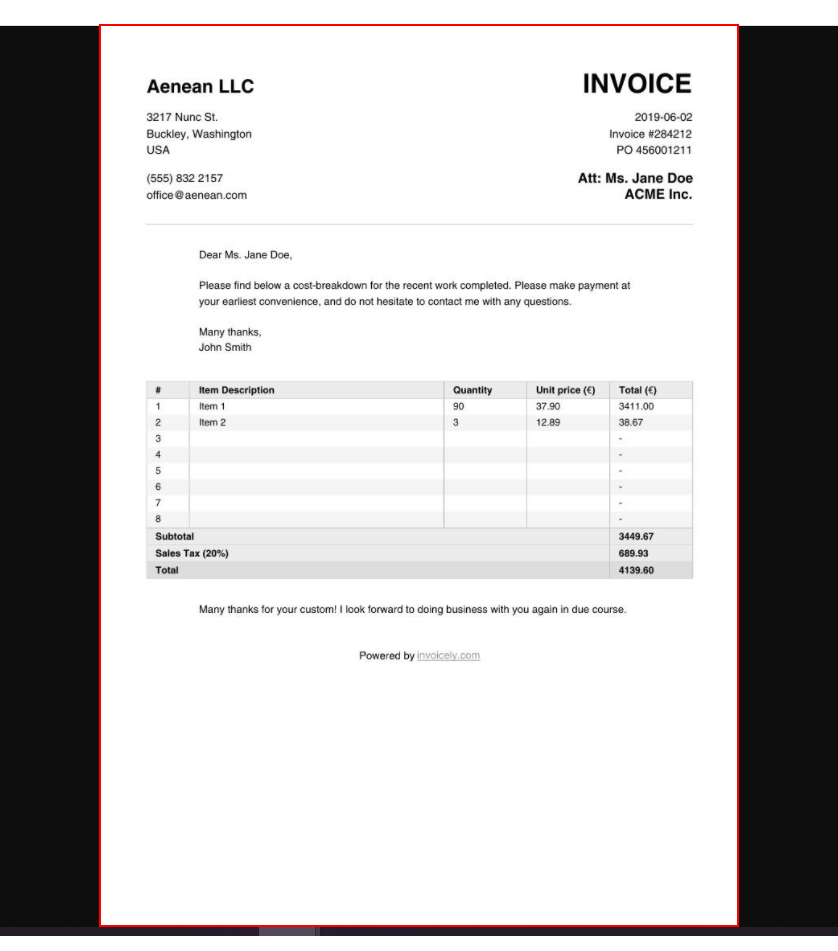 Aenean LLC
INVOICE
3217 Nunc St.
2019-06-02
Buckley, Washington
Invoice #284212
USA
PO 456001211
(555) 832 2157
Att: Ms. Jane Doe
office@aenean.com
ACME Inc.
Dear Ms. Jane Doe,
Please find below a cost-breakdown for the recent work completed. Please make payment at
your earliest convenience, and do not hesitate to contact me with any questions.
Many thanks,
John Smith
# Item Description Quantity Unit price (€) Total (€)
1 Item 1 90 37.90 3411.00
2 Item 2 3 12.89 38.67
3 -
4 -
5 -
6 -
7 -
8 -
Subtotal 3449.67
Sales Tax (20%) 689.93
Total 4139.60
Many thanks for your custom! I look forward to doing business with you again in due course.
Powered by invoicely.com